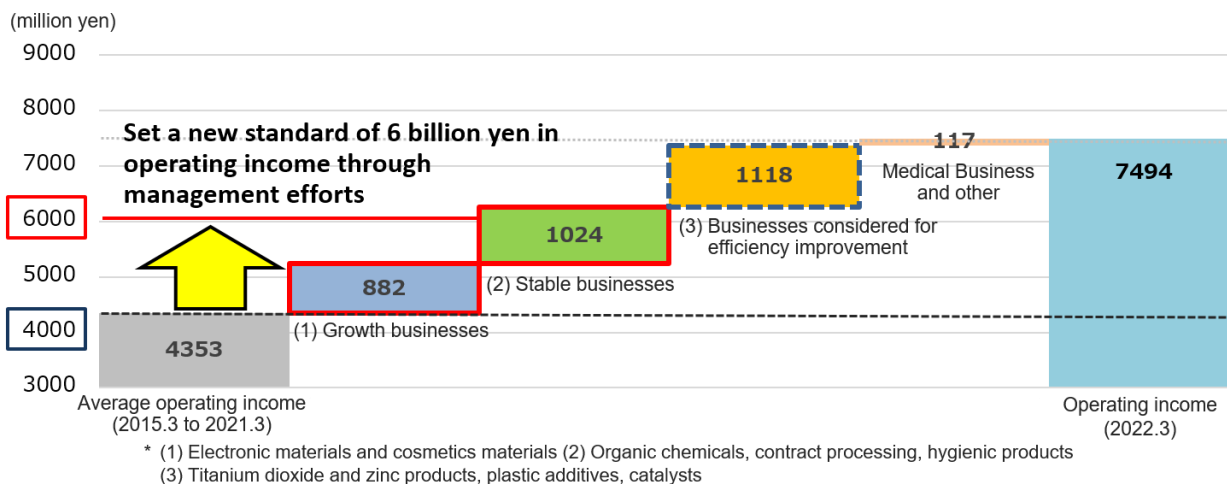 (million yen)
9000
8000
7000
6000
5000
4000
3000
Set a new standard of 6 billion yen in
operating income through
management efforts
4353
882
1024
1118
117
7494
(1) Growth businesses
(2) Stable businesses
(3) Businesses considered for
efficiency improvement
Medical Business
and other
Average operating income
(2015.3 to 2021.3)
Operating income
(2022.3)
* (1) Electronic materials and cosmetics materials (2) Organic chemicals, contract processing, hygienic products
(3) Titanium dioxide and zinc products, plastic additives, catalysts